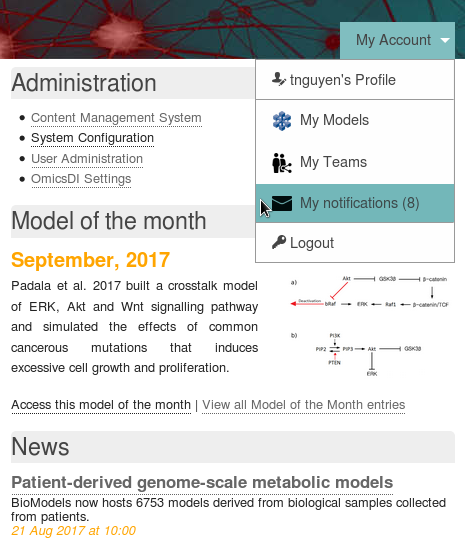 My Account
tnguyen's Profile
My Models
My Teams
My notifications (8)
Logout
Administration
Content Management System
System Configuration
User Administration
OmicsDI Settings
Model of the month
September, 2017
Padala et al. 2017 built a crosstalk model
of ERK, Akt and Wnt signalling pathway
and simulated the effects of common
cancerous mutations that induces
excessive cell growth and proliferation.
a)
Akt GSK3β β-catenin
Deactivation bRaf ERK Raf1 β-catenin/TCF
b)
PI3K
PIP2 PIP3 Akt GSK3β
PTEN
ERK
Access this model of the month | View all Model of the Month entries
News
Patient-derived genome-scale metabolic models
BioModels now hosts 6753 models derived from biological samples collected
from patients.
21 Aug 2017 at 10:00